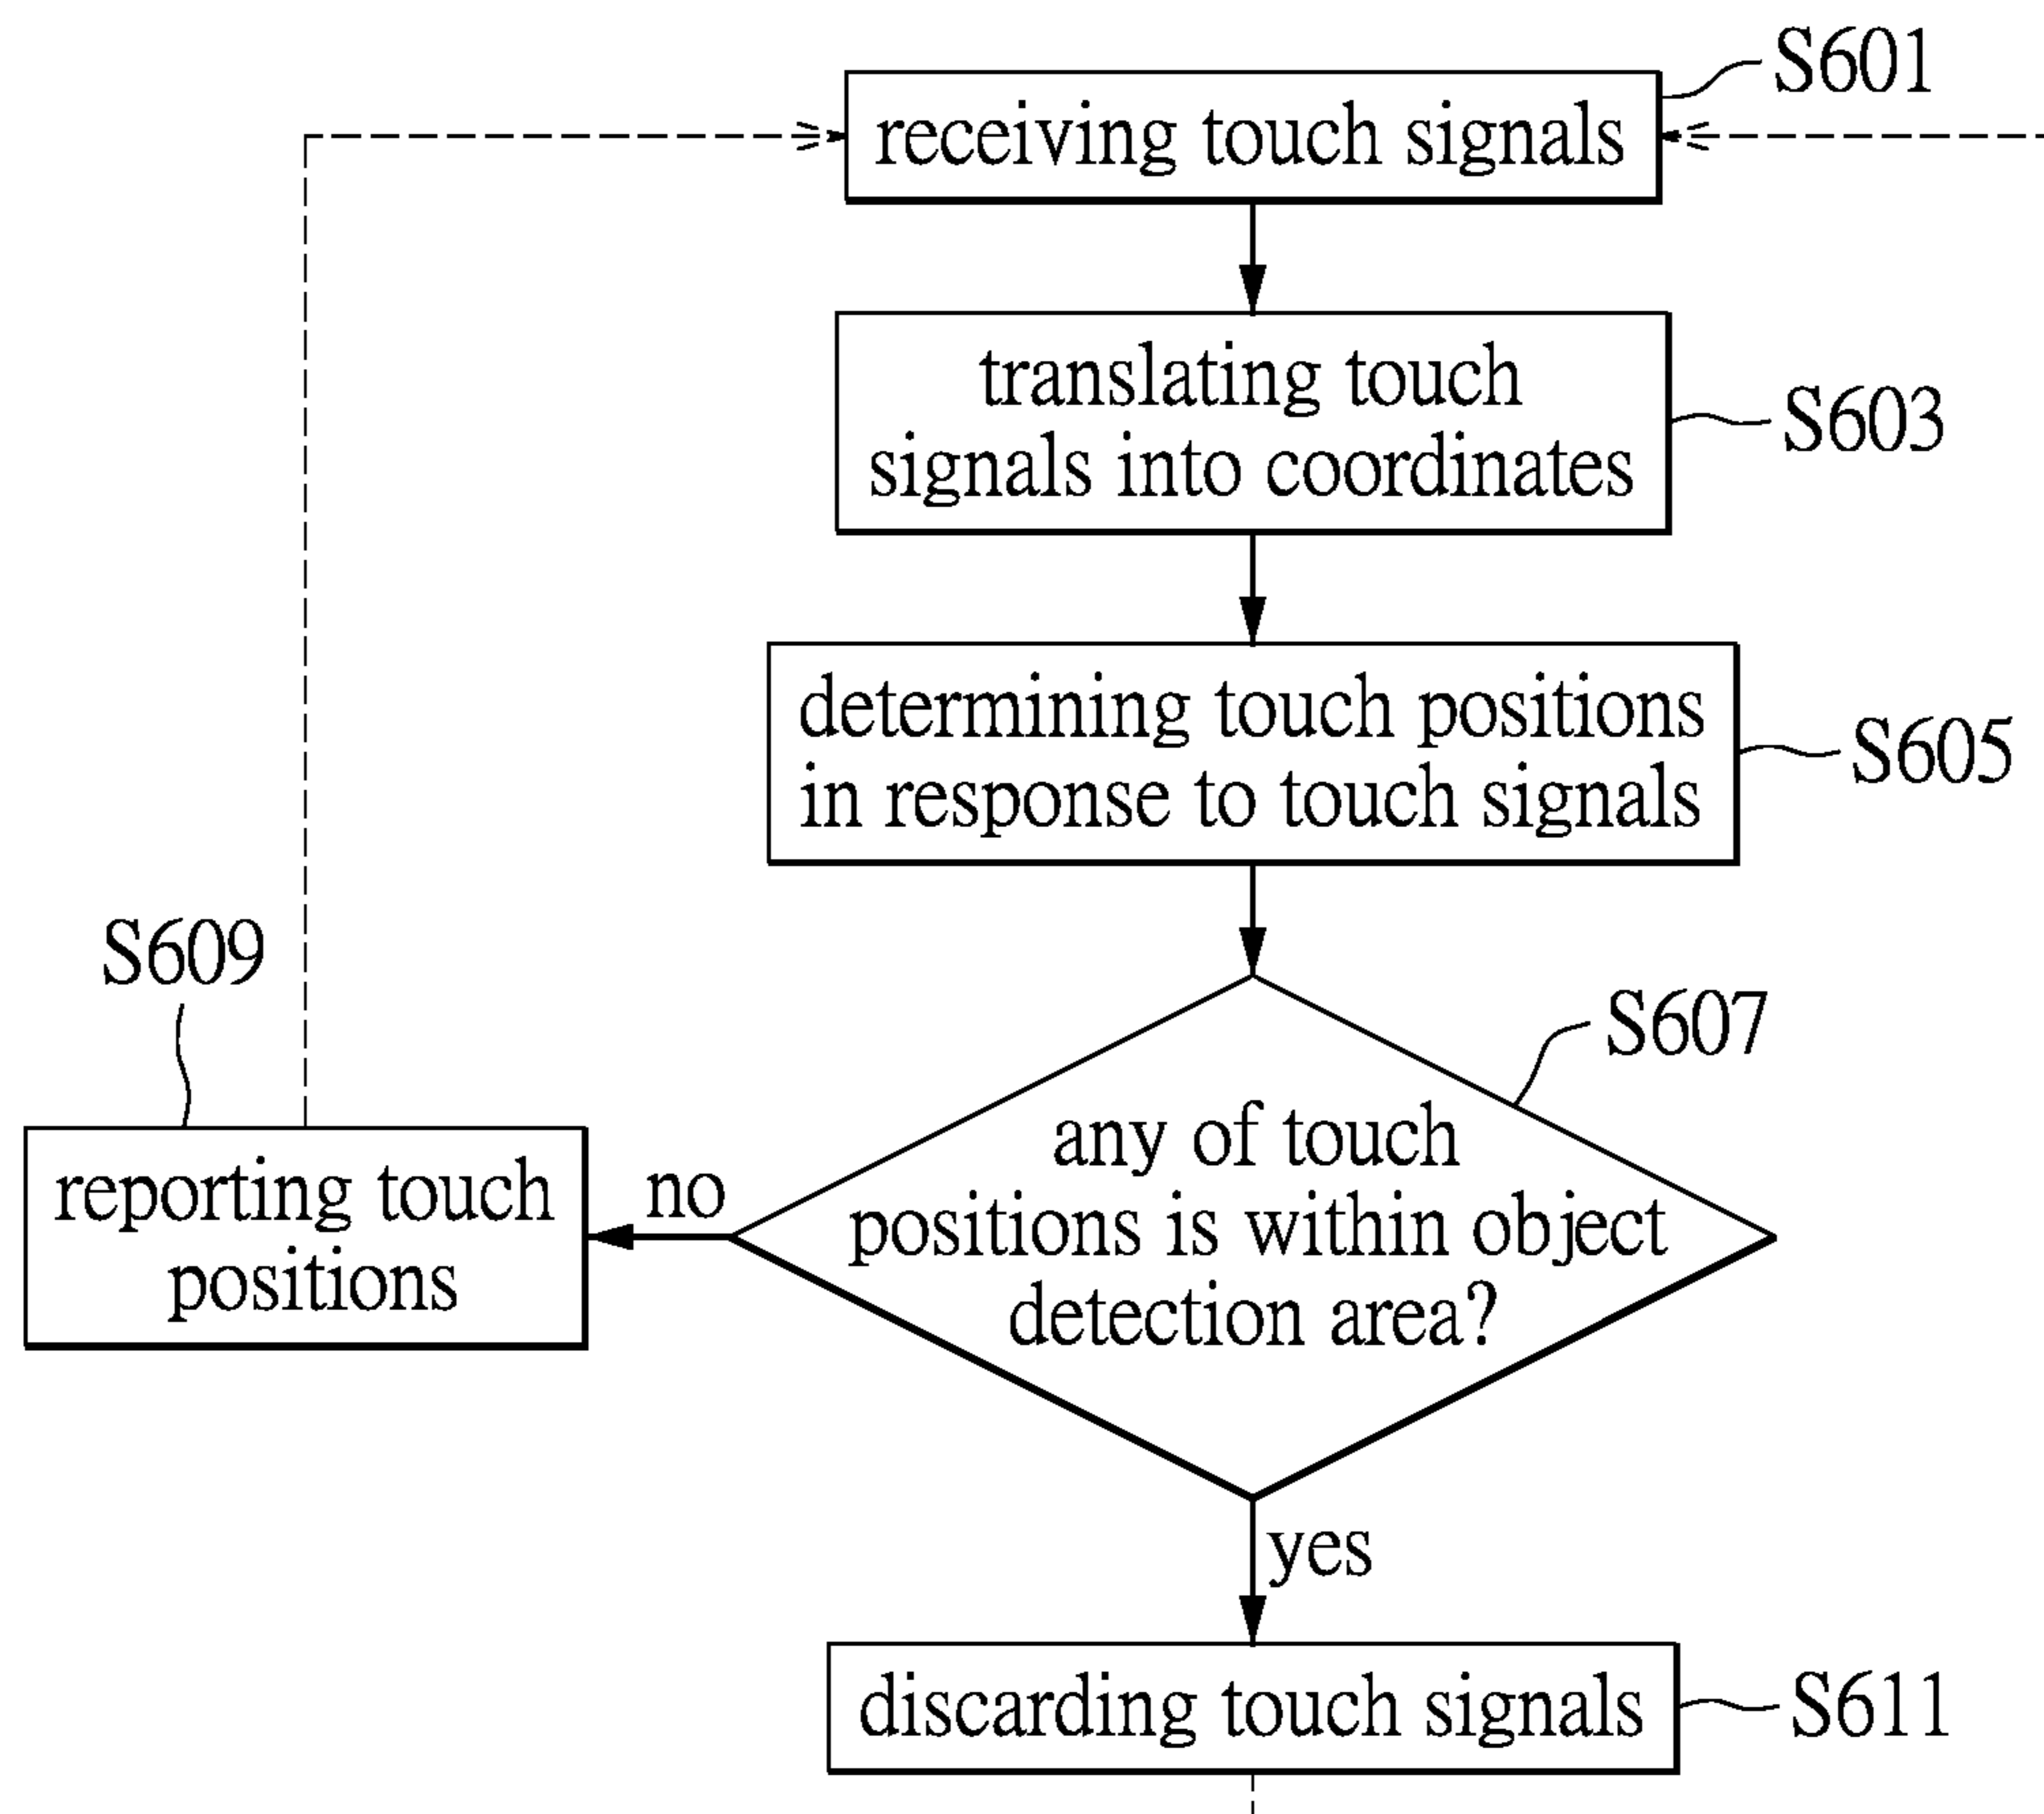 S601
receiving touch signals
translating touch
signals into coordinates
S603
determining touch positions
in response to touch signals
S605
S609
S607
any of touch
positions is within object
detection area?
no
reporting touch
positions
yes
discarding touch signals
S611